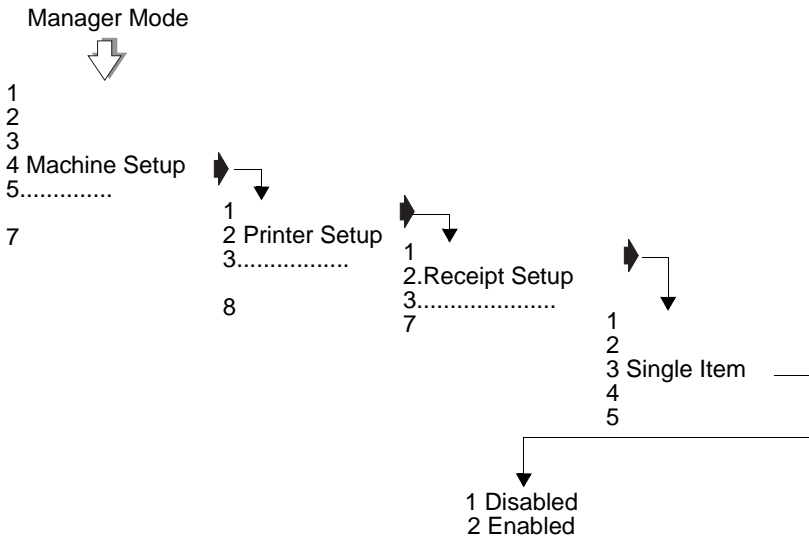 Manager Mode
1
2
3
4 Machine Setup
5..............
7
1
2 Printer Setup
3.................
8
1
2.Receipt Setup
3.....................
7
1
2
3 Single Item
4
5
1 Disabled
2 Enabled